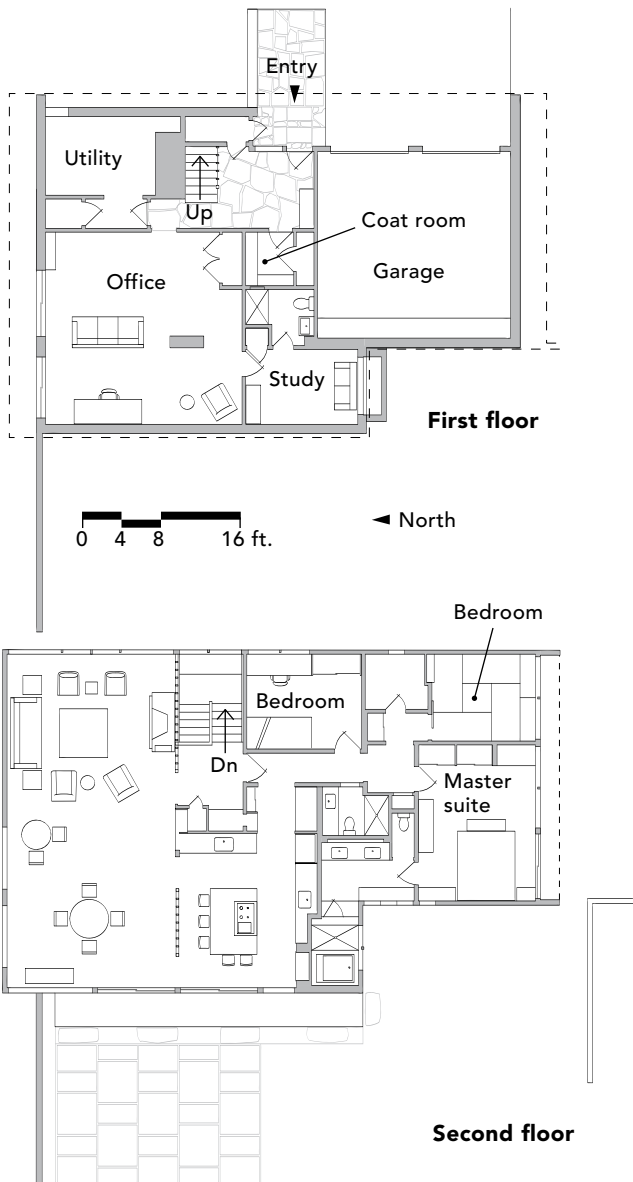 Entry
Utility
Up
Coat room
Garage
Office
Study
First floor
North
0 4 8 16 ft.
Bedroom
Bedroom
Dn
Master
suite
Second floor